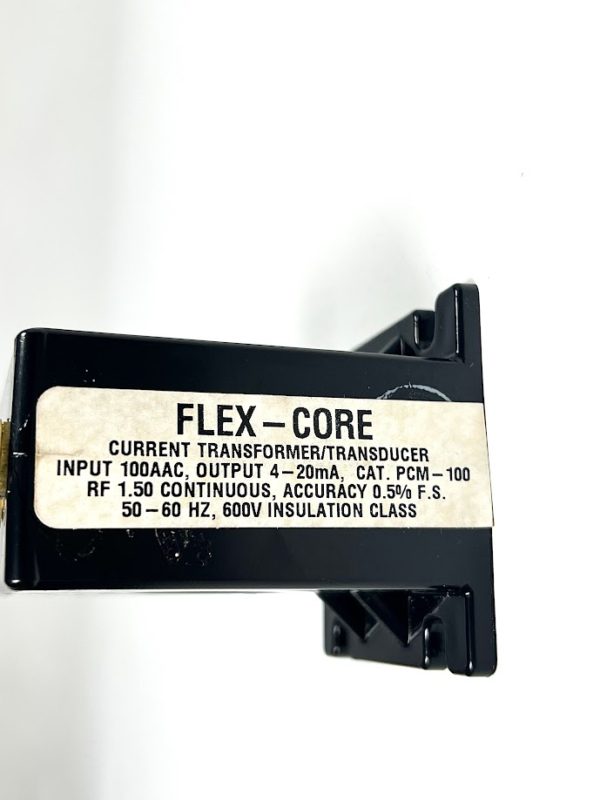 FLEX-CORE
CURRENT TRANSFORMER/TRANSDUCER
INPUT 100AAC, OUTPUT 4-20mA, CAT. PCM-100
RF 1.50 CONTINUOUS, ACCURACY 0.5% F.S.
50-60 HZ, 600V INSULATION CLASS